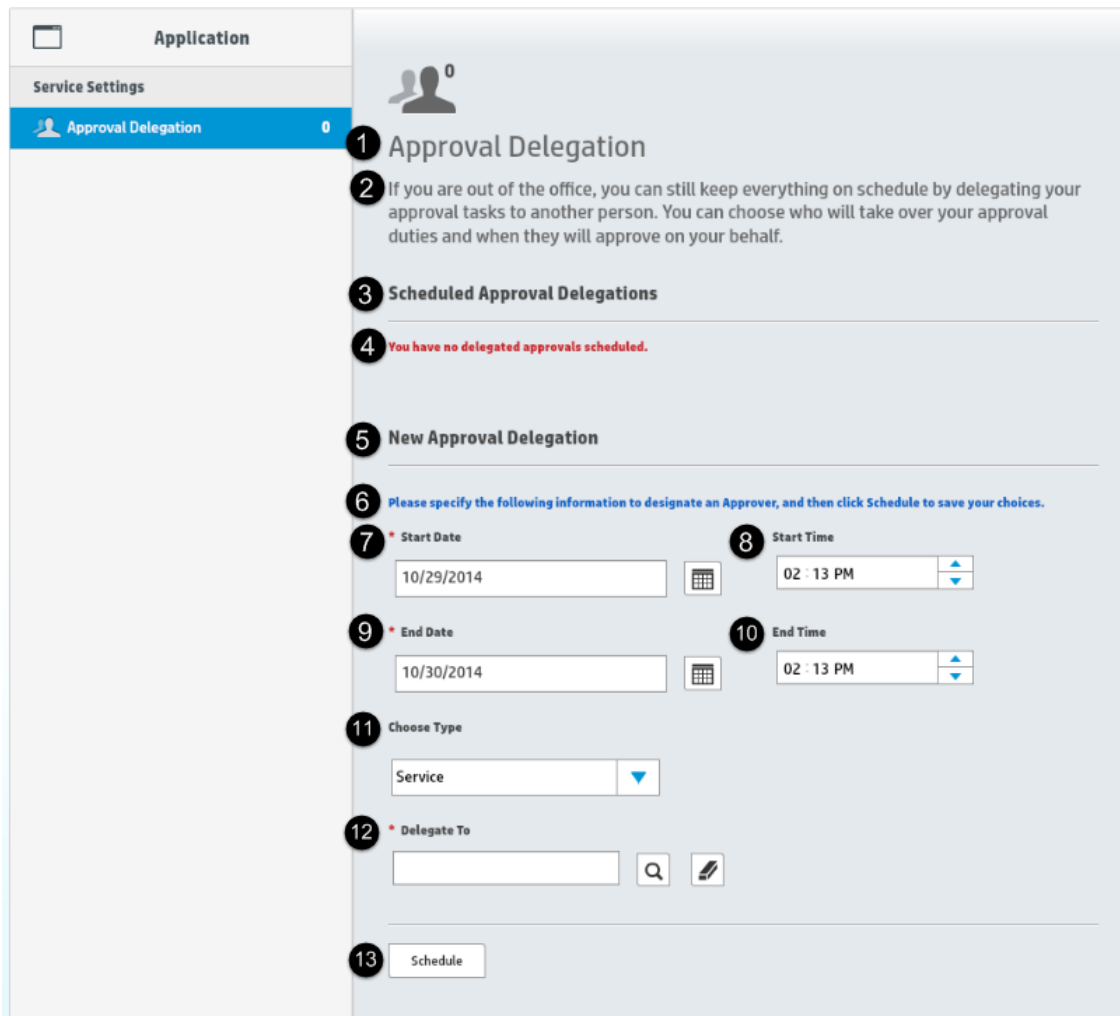 Application
Service Settings
Approval Delegation 0
0
1 Approval Delegation
2 If you are out of the office, you can still keep everything on schedule by delegating your
approval tasks to another person. You can choose who will take over your approval
duties and when they will approve on your behalf.
3 Scheduled Approval Delegations
4 You have no delegated approvals scheduled.
5 New Approval Delegation
6 Please specify the following information to designate an Approver, and then click Schedule to save your choices.
7 * Start Date 8 Start Time
10/29/2014 02 : 13 PM
9 * End Date 10 End Time
10/30/2014 02 : 13 PM
11 Choose Type
Service
12 * Delegate To
13 Schedule